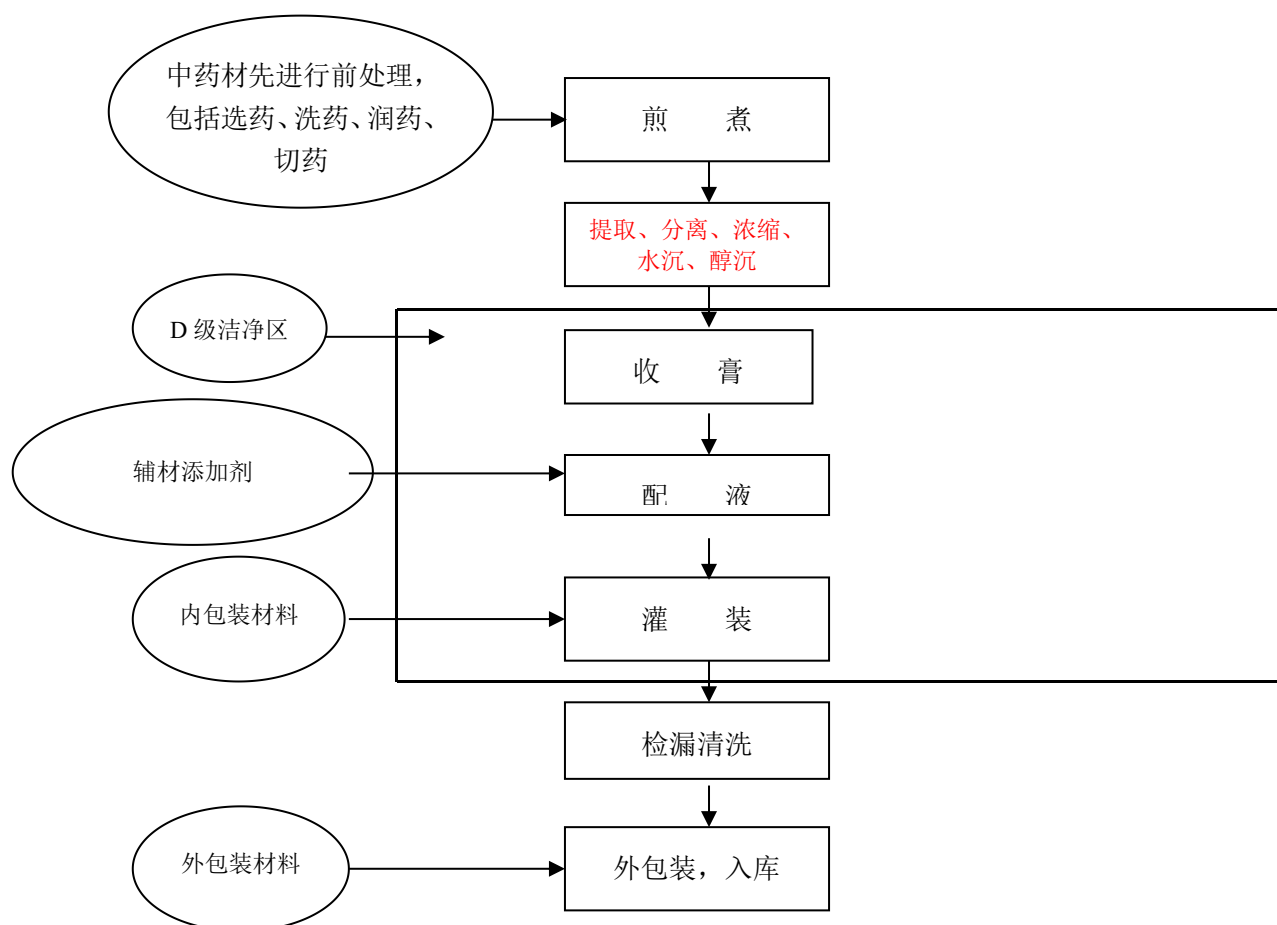 中药材先进行前处理，
包括选药、洗药、润药、
切药
煎 煮
提取、分离、浓缩、
水沉、醇沉
D 级洁净区
收 膏
辅材添加剂
配 液
内包装材料
灌 装
检漏清洗
外包装材料
外包装，入库